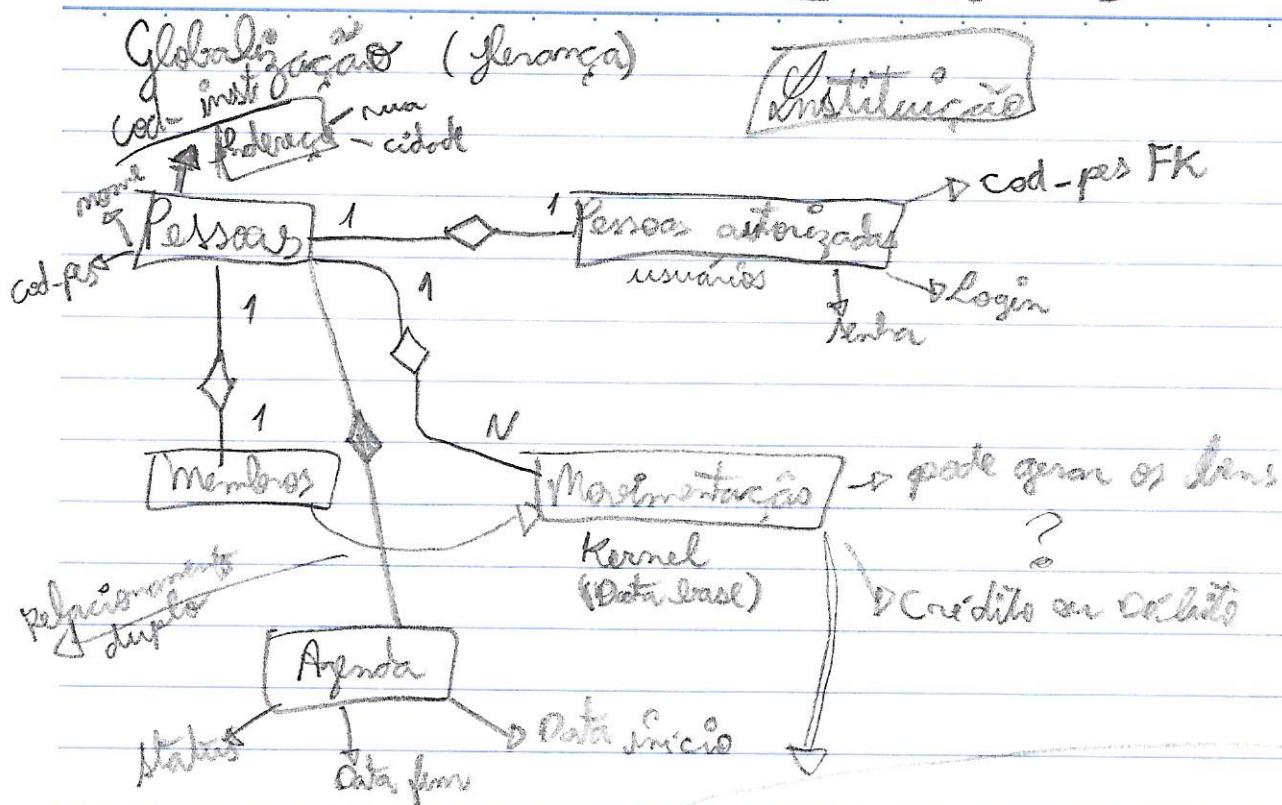 Globalização (Herança)
Instituição
cod-instituição
Endereço
rua
cidade
nome
Pessoas
cod-pes
1
1
Pessoas autorizadas
usuários
cod-pes FK
Login
senha
1
1
1
N
Membros
Movimentação
Kernel
(Data base)
pode gerar os bens
?
Crédito ou Débito
Relacionamento
duplo
Agenda
status
Data fim
Data início